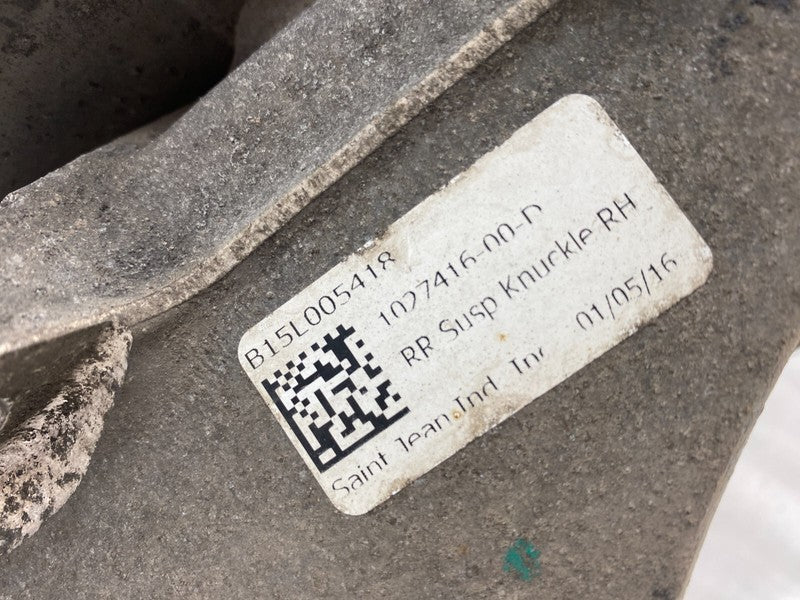 B15L005418
1027416-00-D
RR Susp Knuckle RH
Saint Jean Ind. Inc 01/05/16